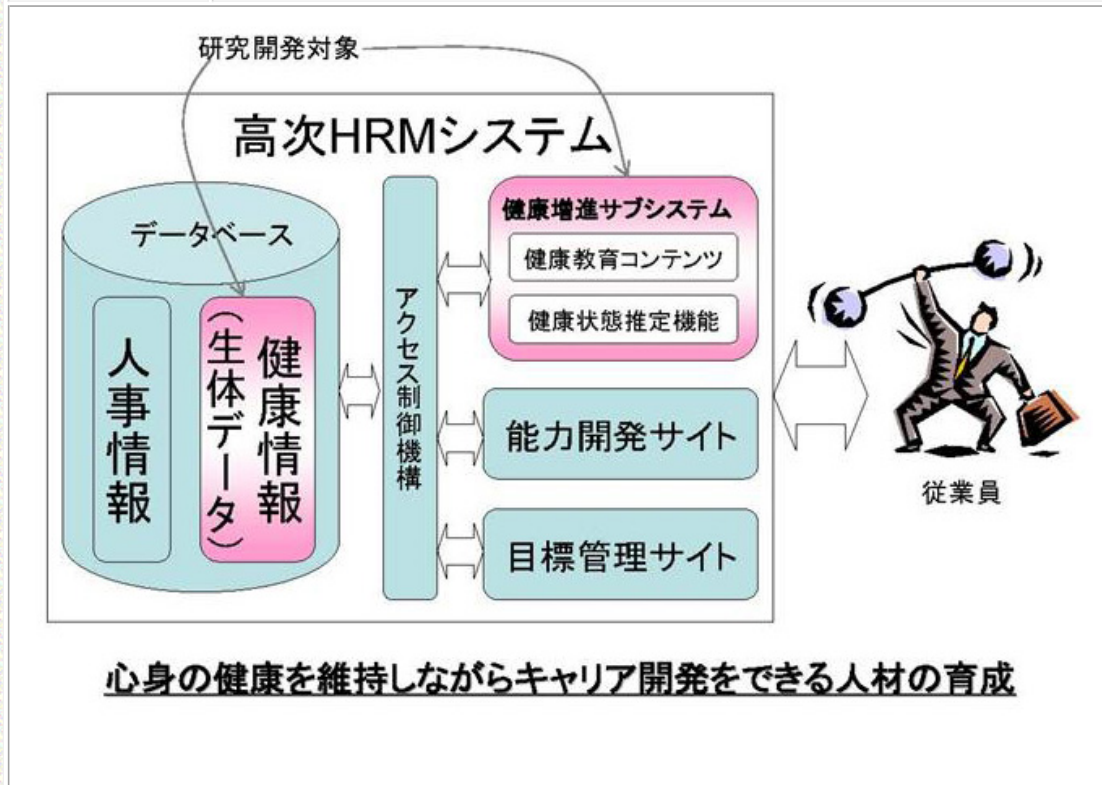 研究開発対象
高次HRMシステム
データベース
人事情報
健康情報
(生体データ)
アクセス制御機構
健康増進サブシステム
健康教育コンテンツ
健康状態推定機能
能力開発サイト
目標管理サイト
従業員
心身の健康を維持しながらキャリア開発をできる人材の育成